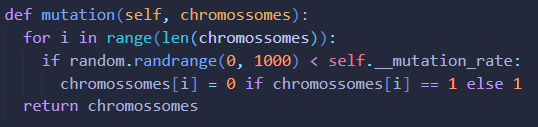 def mutation(self, chromossomes):
for i in range(len(chromossomes)):
if random.randrange(0, 1000) < self.__mutation_rate:
chromossomes[i] = 0 if chromossomes[i] == 1 else 1
return chromossomes